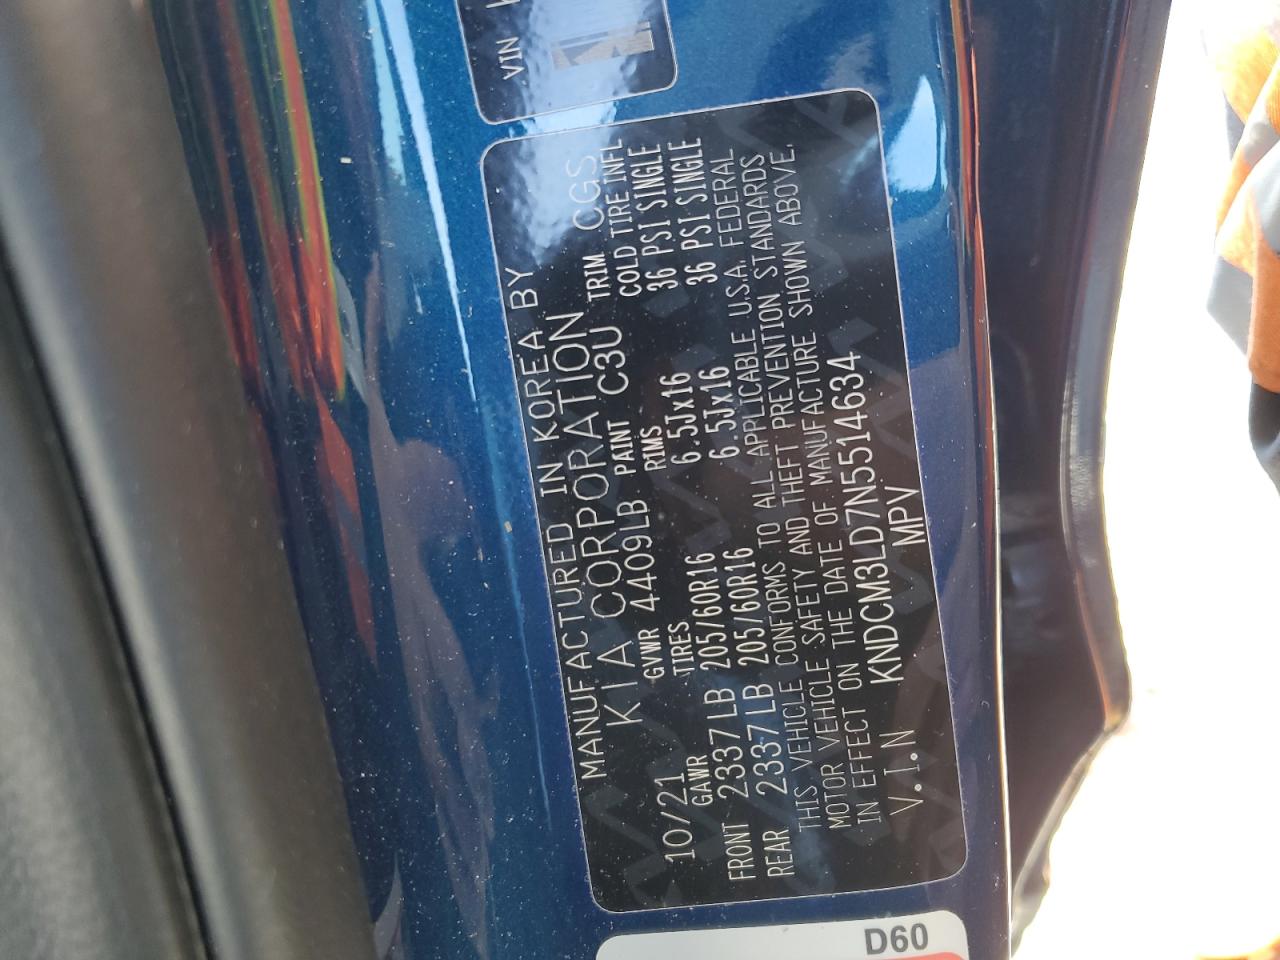 VIN
MANUFACTURED IN KOREA BY
KIA CORPORATION
10/21 GVWR 4409LB PAINT C3U TRIM CGS
GAWR TIRES RIMS COLD TIRE INFL
FRONT 2337LB 205/60R16 6.5Jx16 36 PSI SINGLE
REAR 2337LB 205/60R16 6.5Jx16 36 PSI SINGLE
THIS VEHICLE CONFORMS TO ALL APPLICABLE U.S.A. FEDERAL
MOTOR VEHICLE SAFETY AND THEFT PREVENTION STANDARDS
IN EFFECT ON THE DATE OF MANUFACTURE SHOWN ABOVE.
V.I.N KNDCM3LD7N5514634
MPV
D60